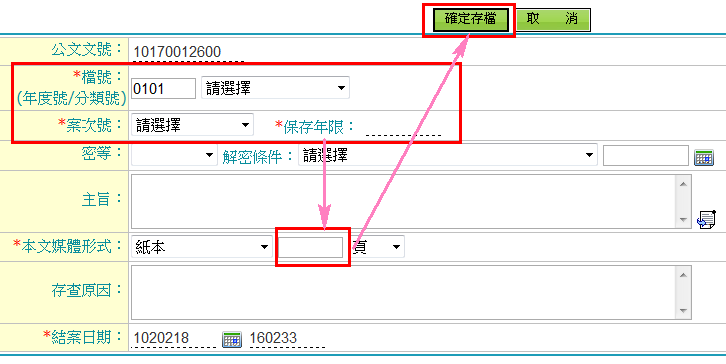 確定存檔 取 消
公文文號： 10170012600
*檔號：
(年度號/分類號) 0101 請選擇
*案次號： 請選擇 *保存年限：
密等： 解密條件： 請選擇
主旨：
*本文媒體形式： 紙本 頁
存查原因：
*結案日期： 1020218 160233